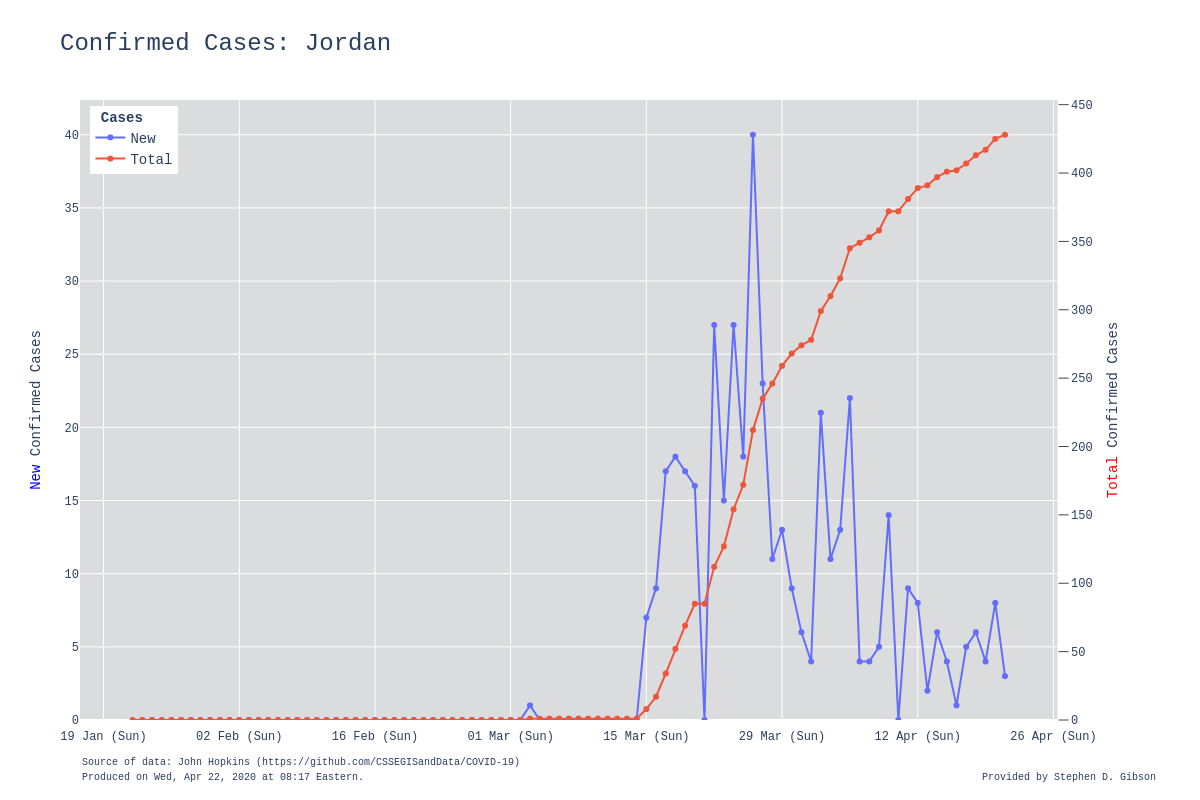 Confirmed Cases: Jordan
Cases
New
Total
40
35
30
25
20
15
10
5
0
New Confirmed Cases
450
400
350
300
250
200
150
100
50
0
Total Confirmed Cases
19 Jan (Sun) 02 Feb (Sun) 16 Feb (Sun) 01 Mar (Sun) 15 Mar (Sun) 29 Mar (Sun) 12 Apr (Sun) 26 Apr (Sun)
Source of data: John Hopkins (https://github.com/CSSEGISandData/COVID-19)
Produced on Wed, Apr 22, 2020 at 08:17 Eastern.
Provided by Stephen D. Gibson